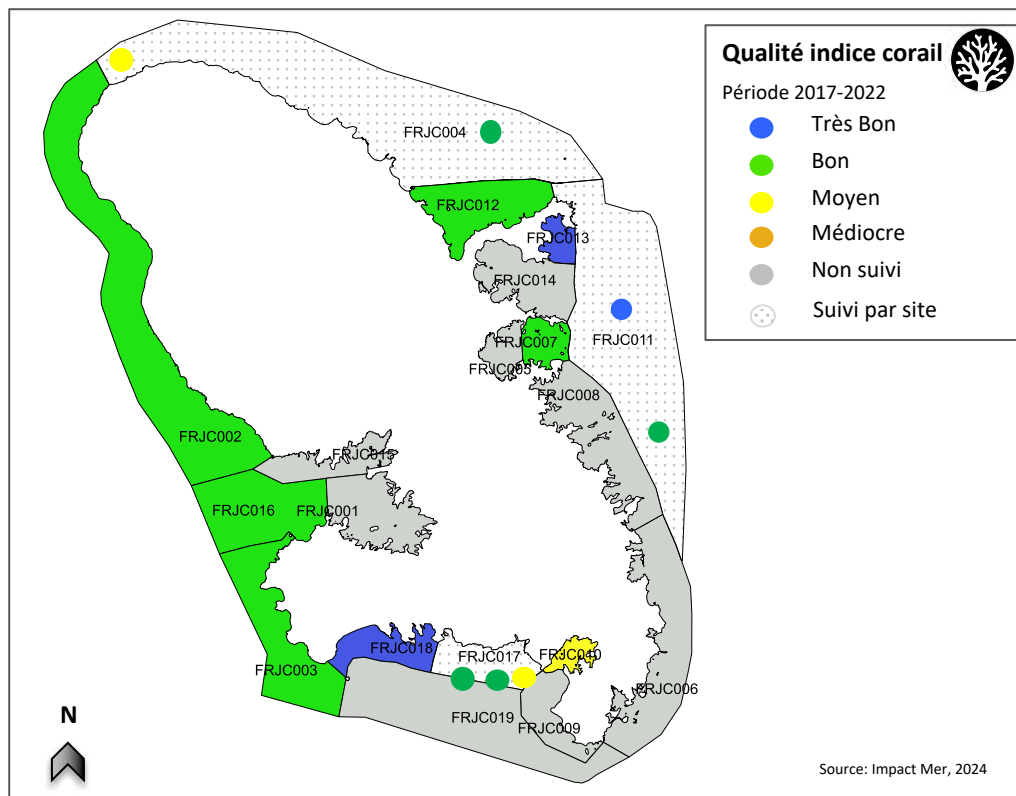 Qualité indice corail
Période 2017-2022
Très Bon
Bon
Moyen
Médiocre
Non suivi
Suivi par site
FRJC004
FRJC012
FRJC013
FRJC014
FRJC011
FRJC007
FRJC005
FRJC008
FRJC002
FRJC015
FRJC016
FRJC001
FRJC018
FRJC017
FRJC010
FRJC003
FRJC006
FRJC019
FRJC009
N
Source: Impact Mer, 2024